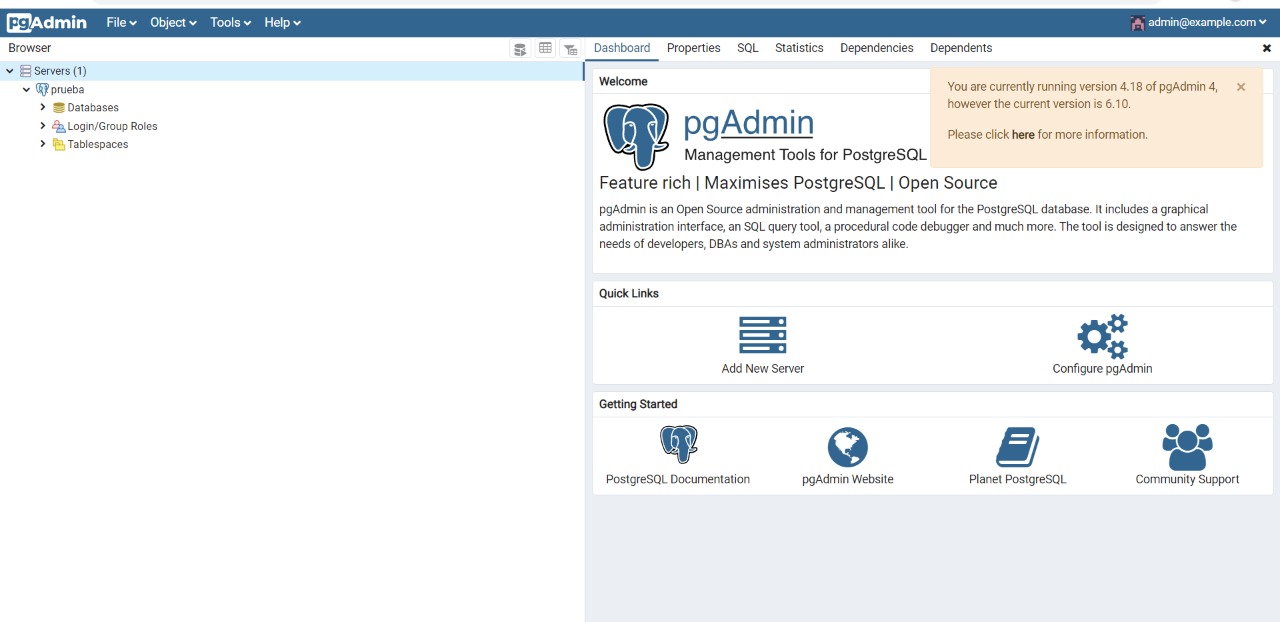 pgAdmin File Object Tools Help admin@example.com
Browser
Dashboard Properties SQL Statistics Dependencies Dependents
Servers (1)
prueba
Databases
Login/Group Roles
Tablespaces
Welcome
pgAdmin
Management Tools for PostgreSQL
Feature rich | Maximises PostgreSQL | Open Source
pgAdmin is an Open Source administration and management tool for the PostgreSQL database. It includes a graphical
administration interface, an SQL query tool, a procedural code debugger and much more. The tool is designed to answer the
needs of developers, DBAs and system administrators alike.
You are currently running version 4.18 of pgAdmin 4,
however the current version is 6.10.
Please click here for more information.
Quick Links
Add New Server
Configure pgAdmin
Getting Started
PostgreSQL Documentation
pgAdmin Website
Planet PostgreSQL
Community Support